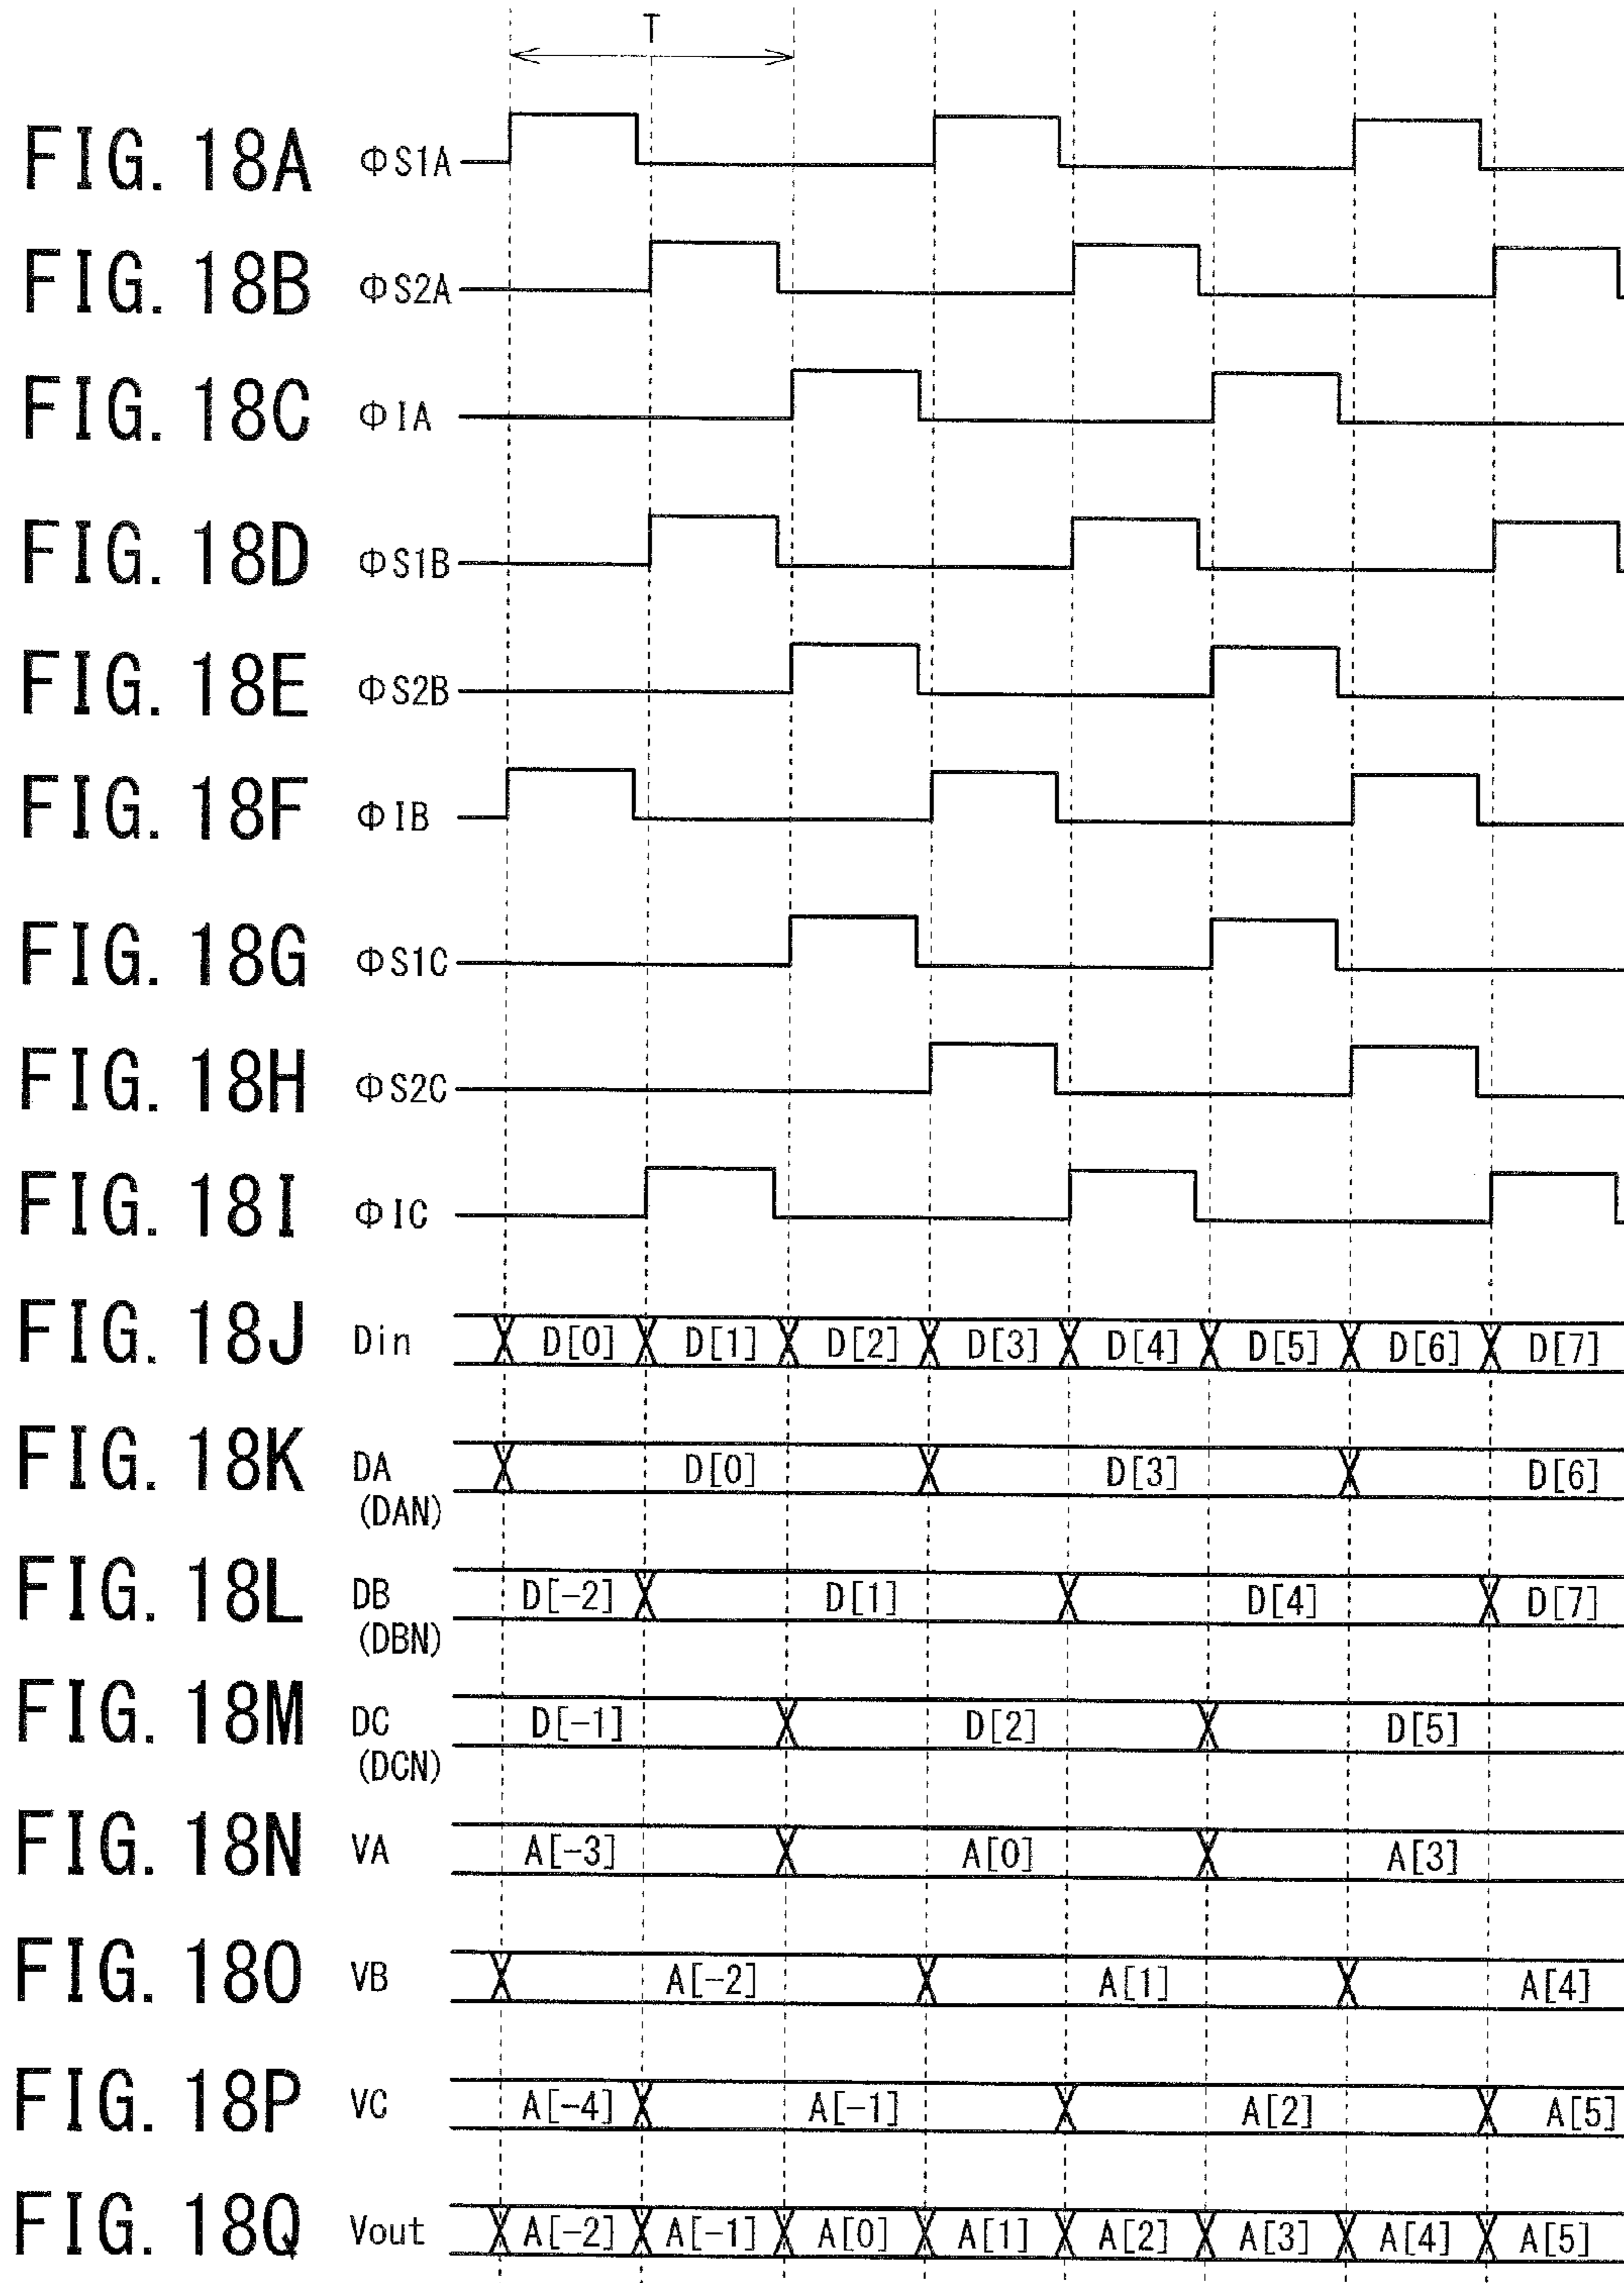 T
FIG. 18A ΦS1A
FIG. 18B ΦS2A
FIG. 18C ΦIA
FIG. 18D ΦS1B
FIG. 18E ΦS2B
FIG. 18F ΦIB
FIG. 18G ΦS1C
FIG. 18H ΦS2C
FIG. 18I ΦIC
FIG. 18J Din D[0] D[1] D[2] D[3] D[4] D[5] D[6] D[7]
FIG. 18K DA D[0] D[3] D[6]
(DAN)
FIG. 18L DB D[-2] D[1] D[4] D[7]
(DBN)
FIG. 18M DC D[-1] D[2] D[5]
(DCN)
FIG. 18N VA A[-3] A[0] A[3]
FIG. 18O VB A[-2] A[1] A[4]
FIG. 18P VC A[-4] A[-1] A[2] A[5]
FIG. 18Q Vout A[-2] A[-1] A[0] A[1] A[2] A[3] A[4] A[5]